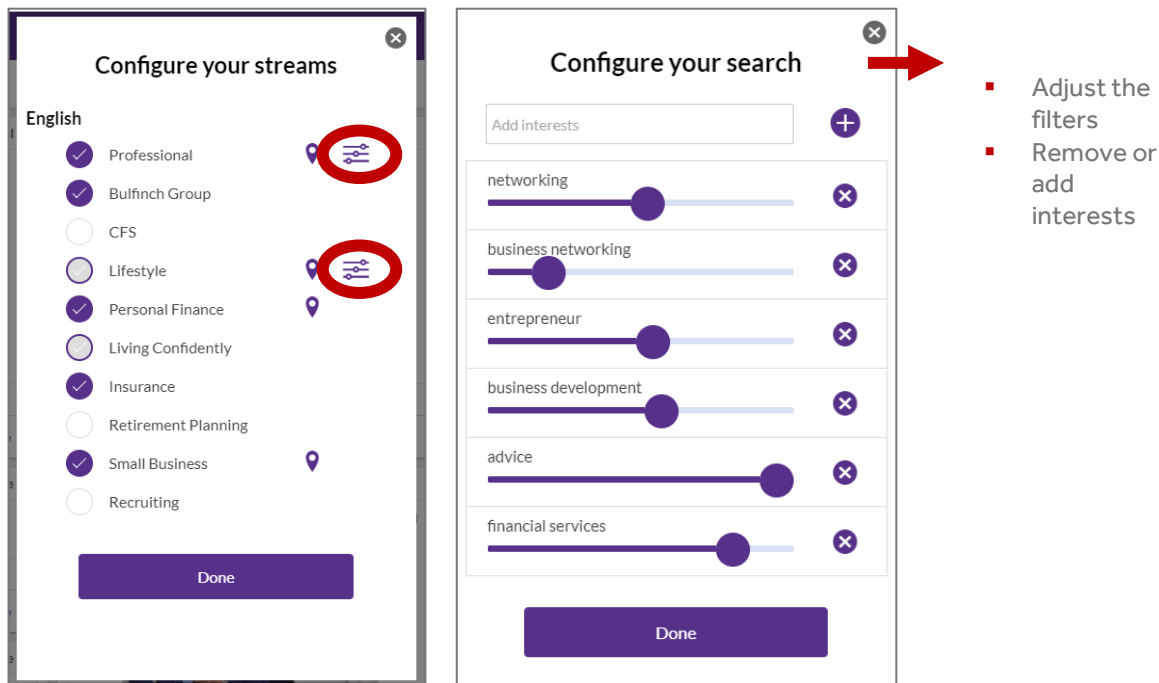 Configure your streams
English
Professional
Bulfinch Group
CFS
Lifestyle
Personal Finance
Living Confidently
Insurance
Retirement Planning
Small Business
Recruiting
Done
Configure your search
Add interests
networking
business networking
entrepreneur
business development
advice
financial services
Done
Adjust the
filters
Remove or
add
interests